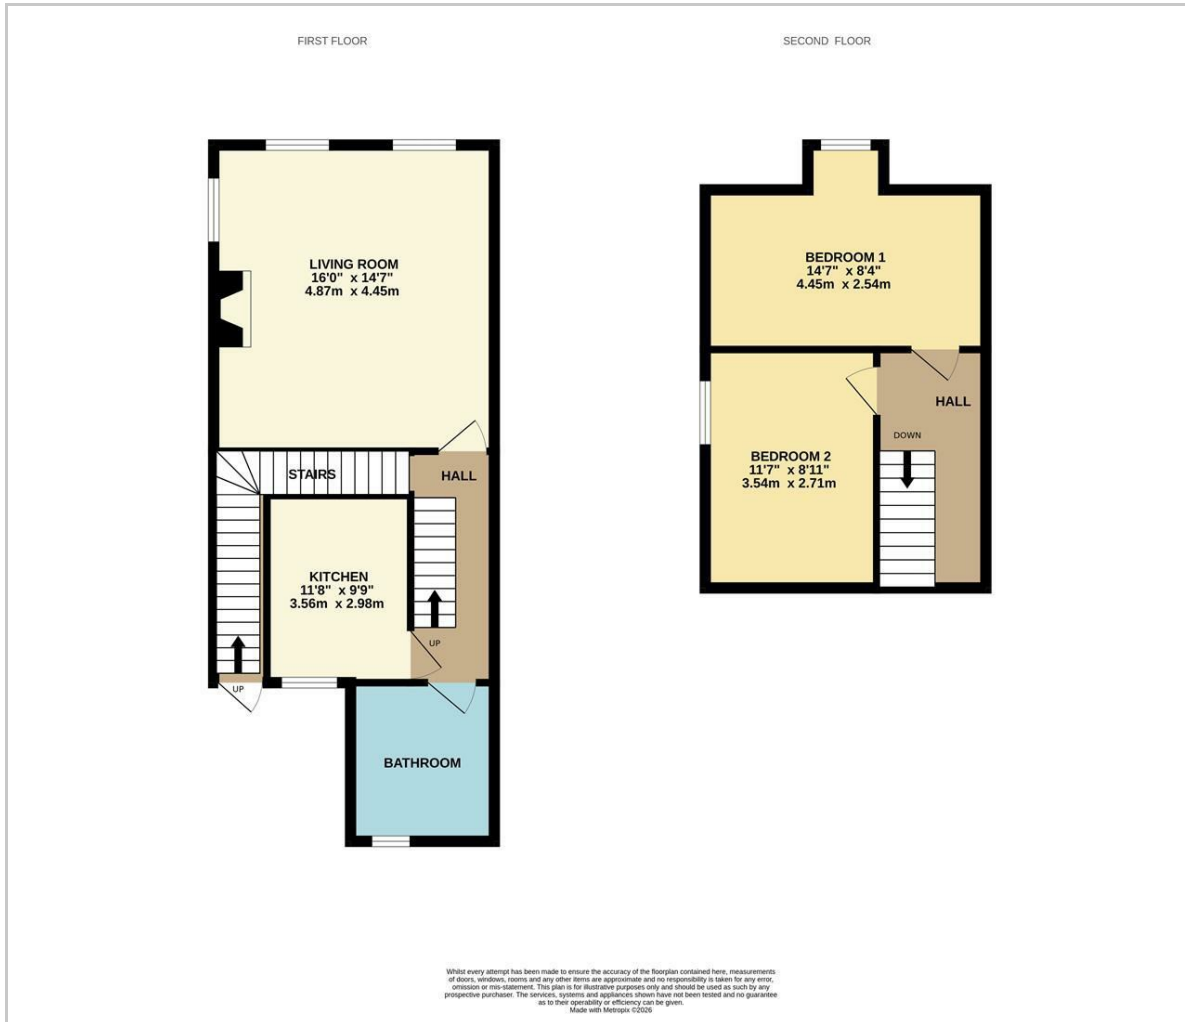 FIRST FLOOR
LIVING ROOM
16'0" x 14'7"
4.87m x 4.45m
STAIRS
HALL
KITCHEN
11'8" x 9'9"
3.56m x 2.98m
UP
UP
BATHROOM
SECOND FLOOR
BEDROOM 1
14'7" x 8'4"
4.45m x 2.54m
HALL
DOWN
BEDROOM 2
11'7" x 8'11"
3.54m x 2.71m
Whilst every attempt has been made to ensure the accuracy of the floorplan contained here, measurements
of doors, windows, rooms and any other items are approximate and no responsibility is taken for any error,
omission or mis-statement. This plan is for illustrative purposes only and should be used as such by any
prospective purchaser. The services, systems and appliances shown have not been tested and no guarantee
as to their operability or efficiency can be given.
Made with Metropix ©2026